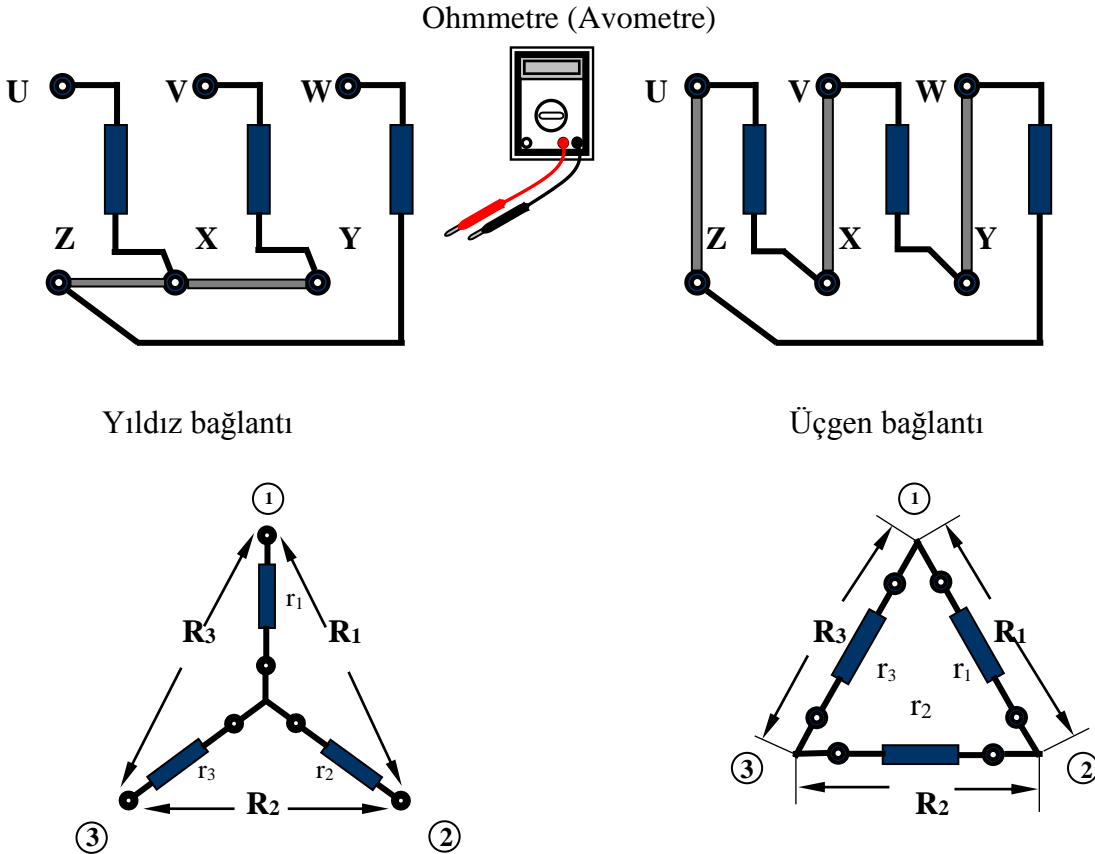 Ohmmetre (Avometre)
U V W U V W
Z X Y Z X Y
Yıldız bağlantı Üçgen bağlantı
1 1
r1
R3 R1 R3 R1
r3 r1
r2
r3 r2
3 2
R2 R2
3 2